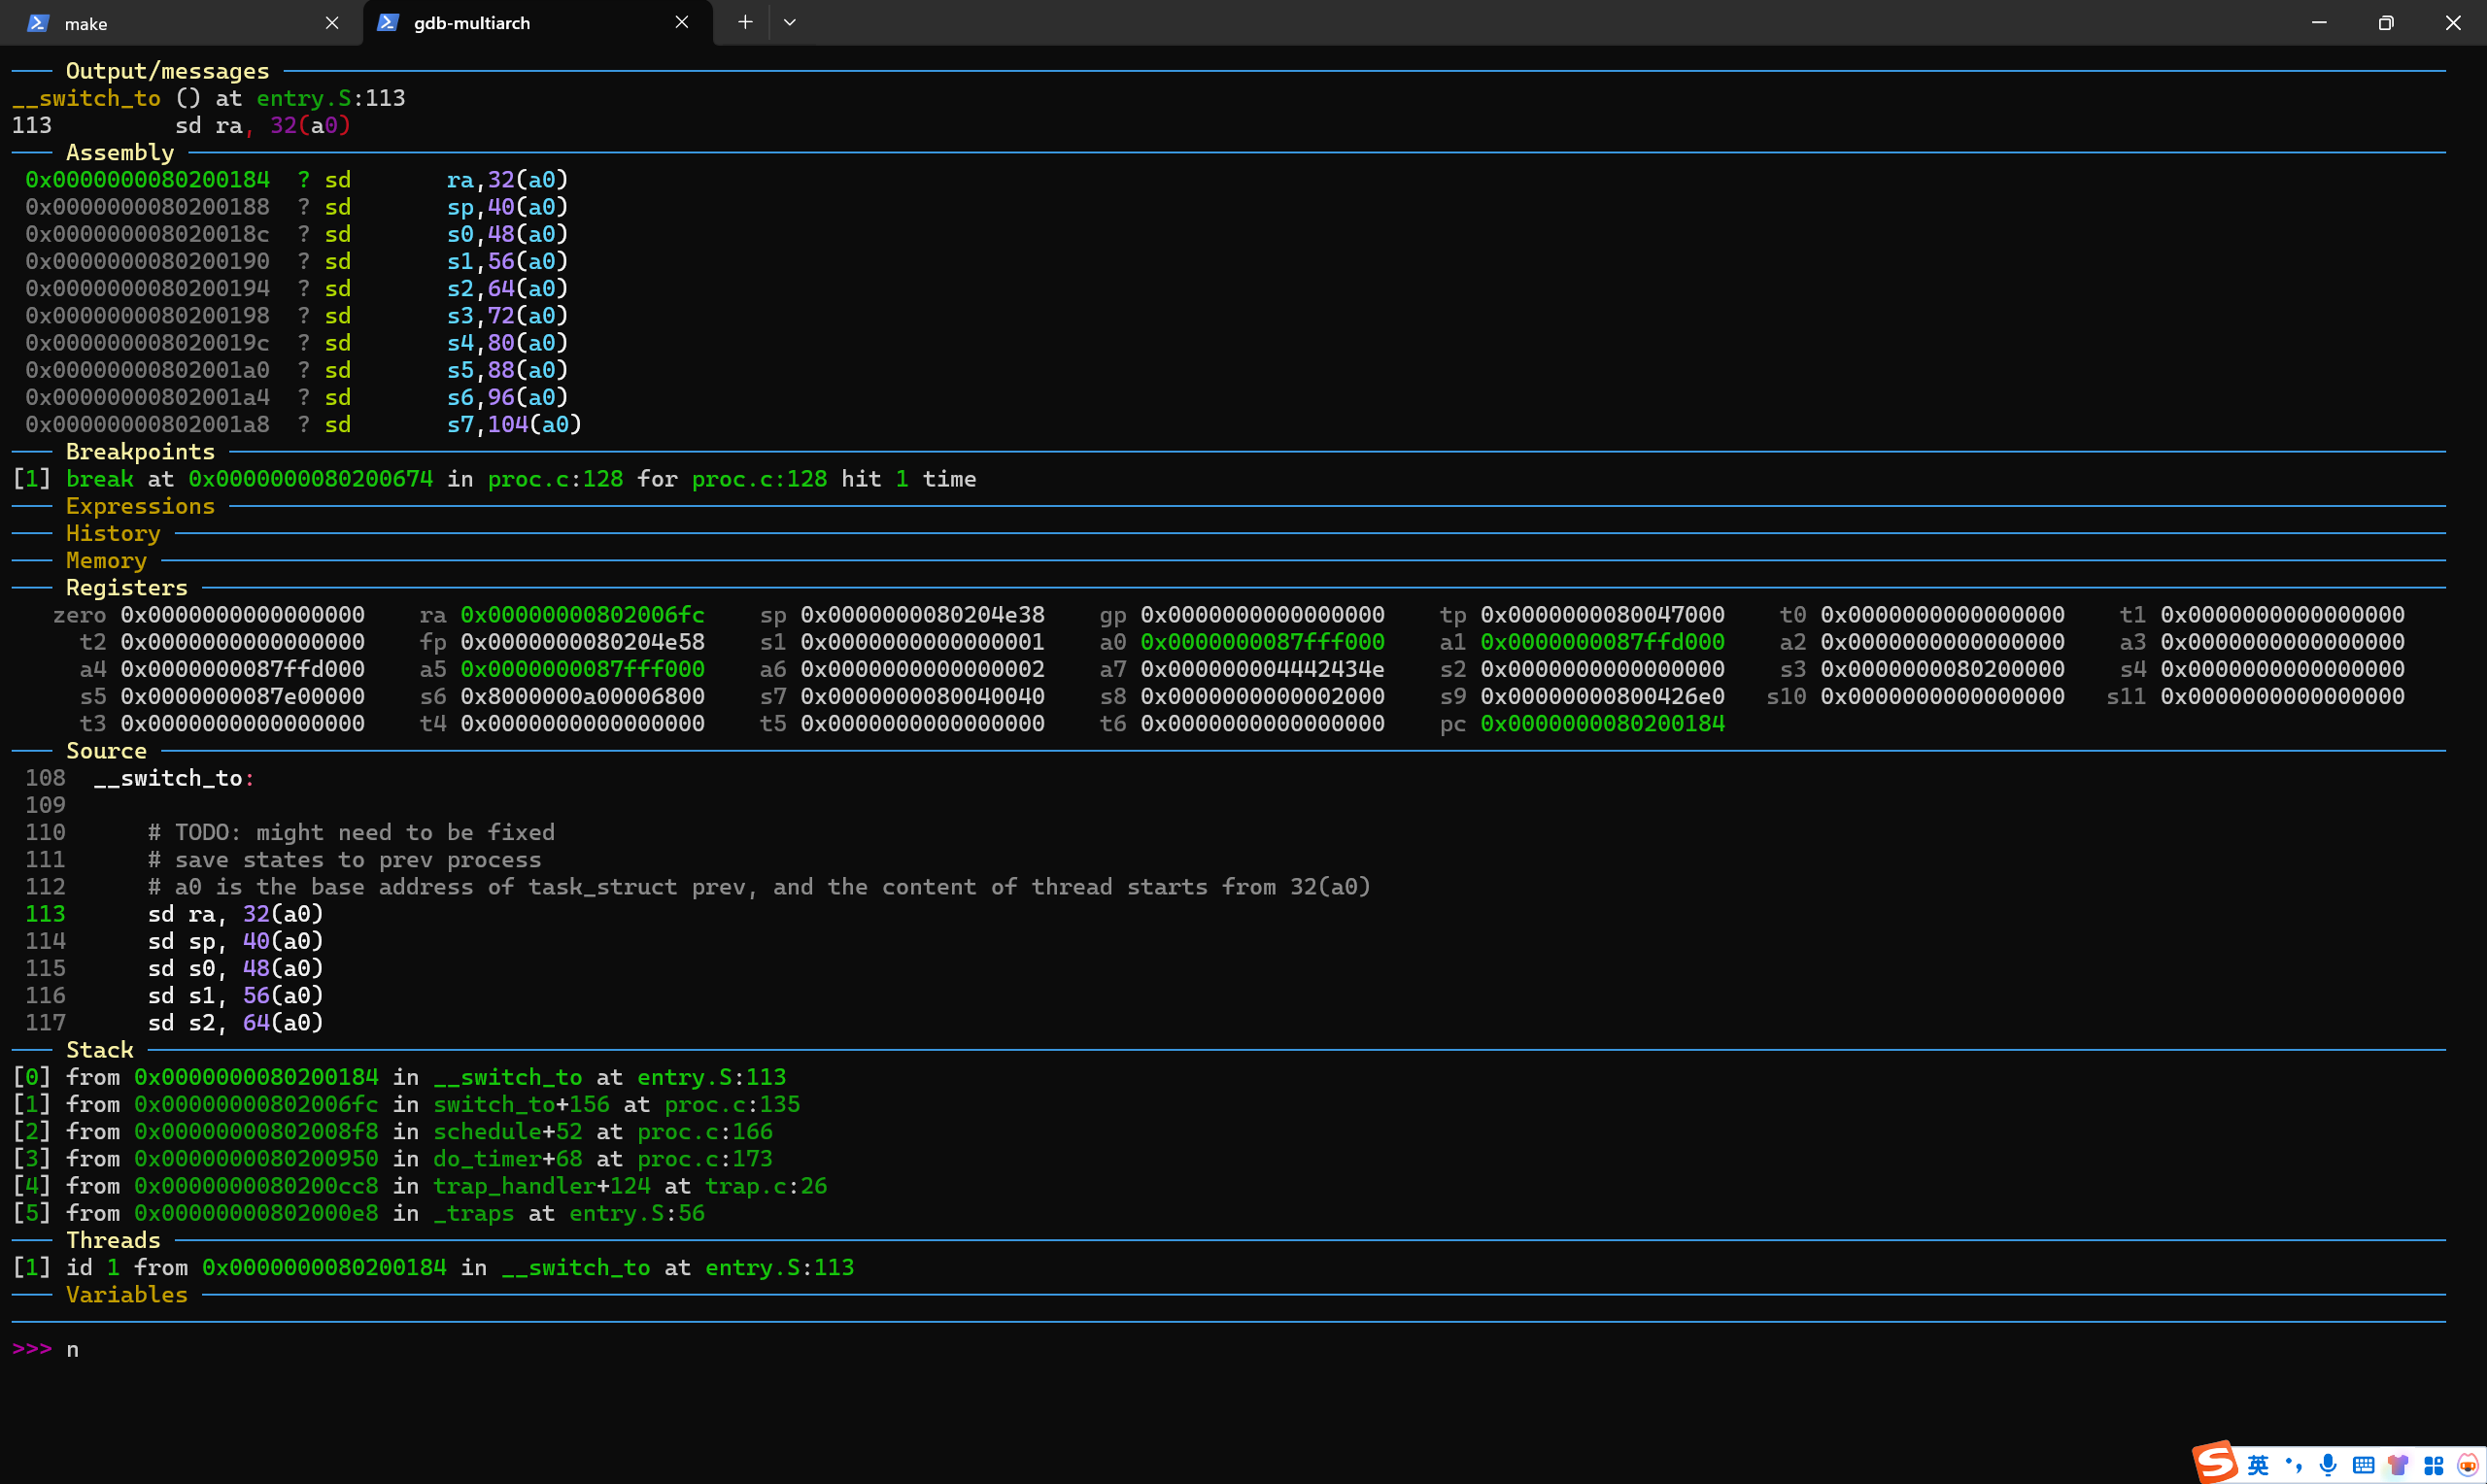 make
gdb-multiarch
Output/messages
__switch_to () at entry.S:113
113         sd ra, 32(a0)
Assembly
0x0000000080200184  ? sd       ra,32(a0)
0x0000000080200188  ? sd       sp,40(a0)
0x000000008020018c  ? sd       s0,48(a0)
0x0000000080200190  ? sd       s1,56(a0)
0x0000000080200194  ? sd       s2,64(a0)
0x0000000080200198  ? sd       s3,72(a0)
0x000000008020019c  ? sd       s4,80(a0)
0x00000000802001a0  ? sd       s5,88(a0)
0x00000000802001a4  ? sd       s6,96(a0)
0x00000000802001a8  ? sd       s7,104(a0)
Breakpoints
[1] break at 0x0000000080200674 in proc.c:128 for proc.c:128 hit 1 time
Expressions
History
Memory
Registers
zero 0x0000000000000000    ra 0x00000000802006fc    sp 0x0000000080204e38    gp 0x0000000000000000    tp 0x0000000080047000    t0 0x0000000000000000    t1 0x0000000000000000
t2 0x0000000000000000    fp 0x0000000080204e58    s1 0x0000000000000001    a0 0x0000000087fff000    a1 0x0000000087ffd000    a2 0x0000000000000000    a3 0x0000000000000000
a4 0x0000000087ffd000    a5 0x0000000087fff000    a6 0x0000000000000002    a7 0x000000004442434e    s2 0x0000000000000000    s3 0x0000000080200000    s4 0x0000000000000000
s5 0x0000000087e00000    s6 0x8000000a00006800    s7 0x0000000080040040    s8 0x0000000000002000    s9 0x00000000800426e0   s10 0x0000000000000000   s11 0x0000000000000000
t3 0x0000000000000000    t4 0x0000000000000000    t5 0x0000000000000000    t6 0x0000000000000000    pc 0x0000000080200184
Source
108  __switch_to:
109
110      # TODO: might need to be fixed
111      # save states to prev process
112      # a0 is the base address of task_struct prev, and the content of thread starts from 32(a0)
113      sd ra, 32(a0)
114      sd sp, 40(a0)
115      sd s0, 48(a0)
116      sd s1, 56(a0)
117      sd s2, 64(a0)
Stack
[0] from 0x0000000080200184 in __switch_to at entry.S:113
[1] from 0x00000000802006fc in switch_to+156 at proc.c:135
[2] from 0x00000000802008f8 in schedule+52 at proc.c:166
[3] from 0x0000000080200950 in do_timer+68 at proc.c:173
[4] from 0x0000000080200cc8 in trap_handler+124 at trap.c:26
[5] from 0x00000000802000e8 in _traps at entry.S:56
Threads
[1] id 1 from 0x0000000080200184 in __switch_to at entry.S:113
Variables
>>> n
英